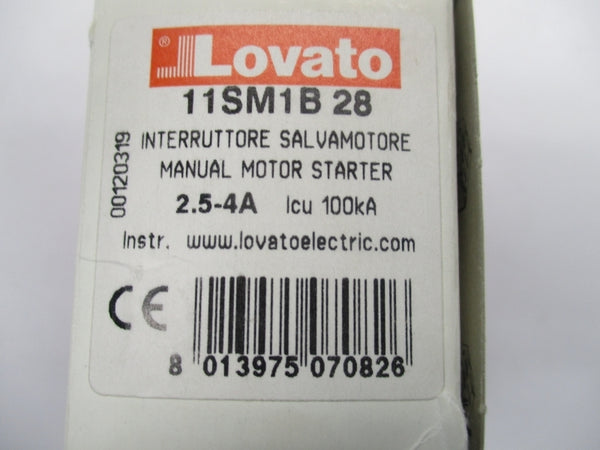 ® Lovato
11SM1B 28
INTERRUTTORE SALVAMOTORE
MANUAL MOTOR STARTER
2.5-4A Icu 100kA
Instr. www.lovatoelectric.com
00120319
CE
8 013975 070826